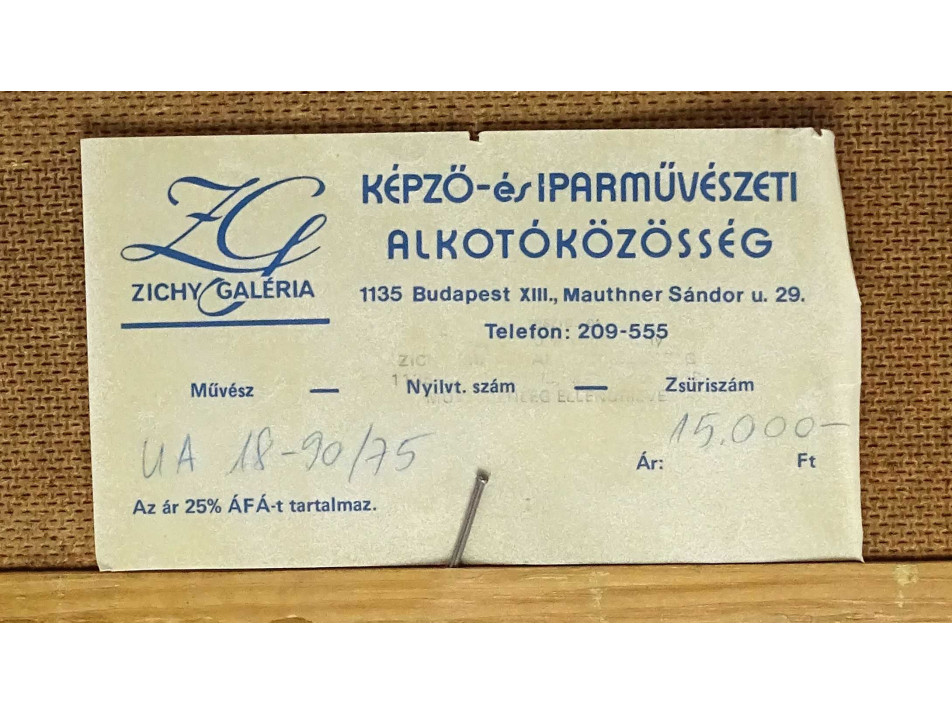 ZG
ZICHY GALÉRIA
KÉPZŐ-és IPARMŰVÉSZETI
ALKOTÓKÖZÖSSÉG
1135 Budapest XIII., Mauthner Sándor u. 29.
Telefon: 209-555
Művész — Nyilvt. szám — Zsüriszám
UA 18-90/75
15.000-
Ár: Ft
Az ár 25% ÁFÁ-t tartalmaz.